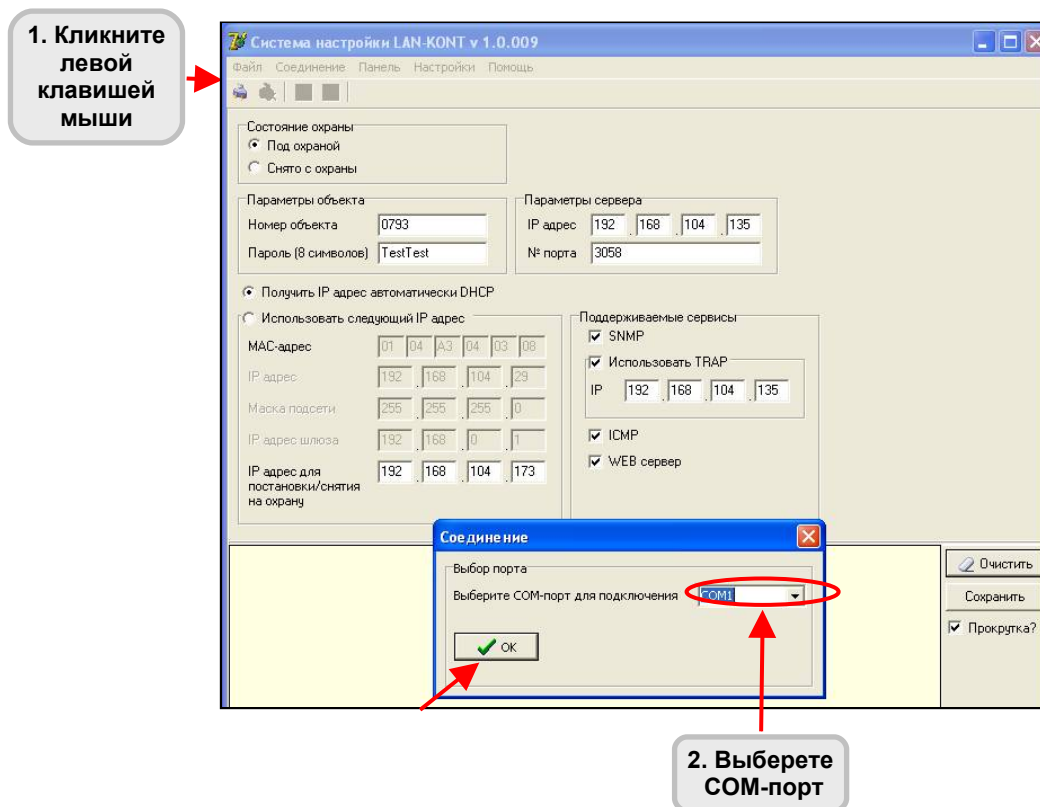 1. Кликните
левой
клавишей
мыши
Система настройки LAN-KONT v 1.0.009
Файл Соединение Панель Настройки Помощь
Состояние охраны
Под охраной
Снято с охраны
Параметры объекта
Номер объекта 0793
Пароль (8 символов) TestTest
Параметры сервера
IP адрес 192 . 168 . 104 . 135
№ порта 3058
Получить IP адрес автоматически DHCP
Использовать следующий IP адрес
MAC-адрес 01 04 A3 04 03 08
IP адрес 192 . 168 . 104 . 29
Маска подсети 255 . 255 . 255 . 0
IP адрес шлюза 192 . 168 . 0 . 1
IP адрес для 192 . 168 . 104 . 173
постановки/снятия
на охрану
Поддерживаемые сервисы
SNMP
Использовать TRAP
IP 192 . 168 . 104 . 135
ICMP
WEB сервер
Соединение
Выбор порта
Выберите COM-порт для подключения COM1
OK
Очистить
Сохранить
Прокрутка?
2. Выберете
COM-порт